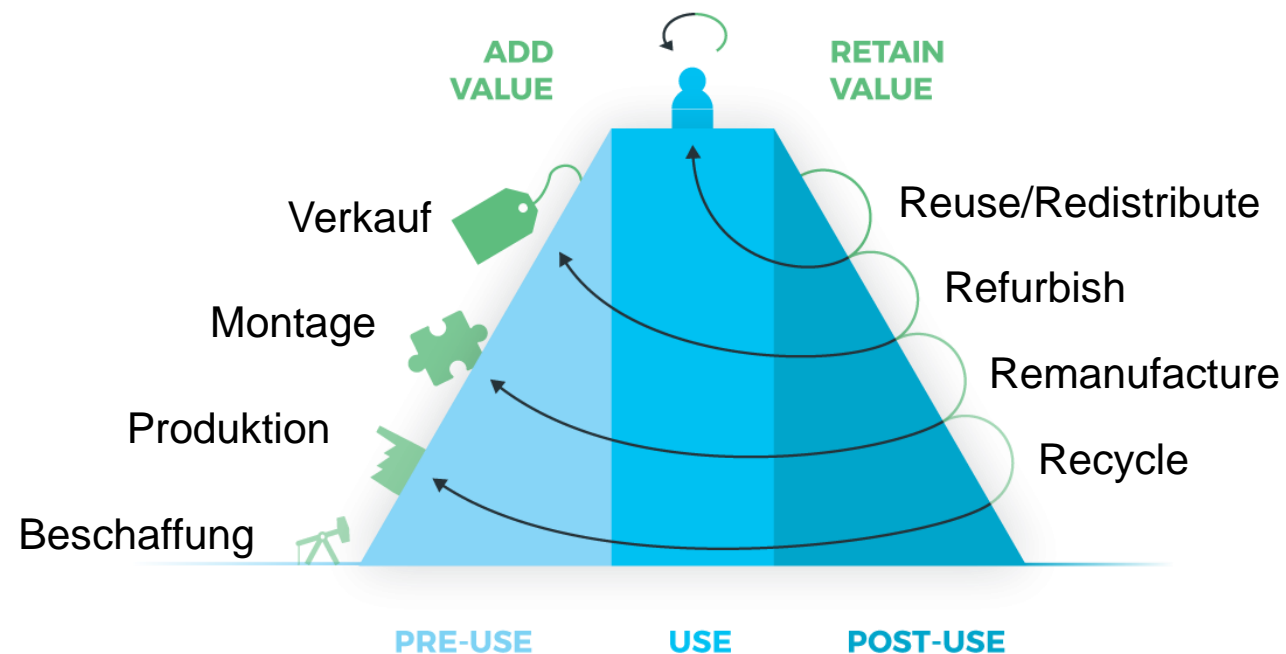 ADD
VALUE
RETAIN
VALUE
Verkauf
Reuse/Redistribute
Refurbish
Montage
Remanufacture
Produktion
Recycle
Beschaffung
PRE-USE
USE
POST-USE